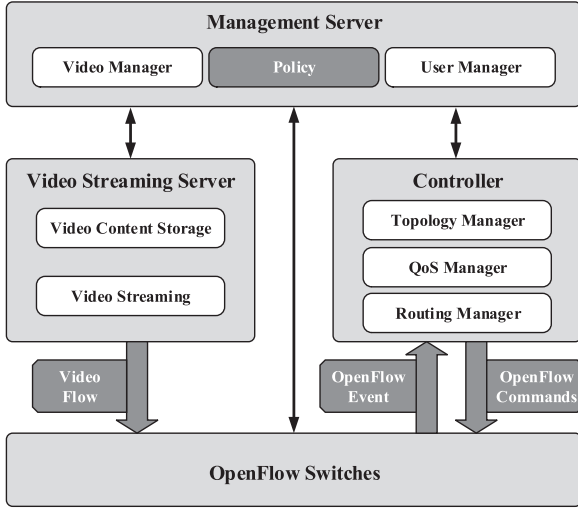 Management Server
Video Manager
Policy
User Manager
Video Streaming Server
Video Content Storage
Video Streaming
Controller
Topology Manager
QoS Manager
Routing Manager
Video
Flow
OpenFlow
Event
OpenFlow
Commands
OpenFlow Switches